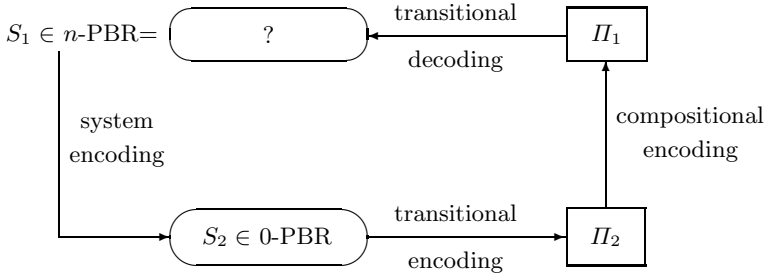 transitional
S₁ ∈ n-PBR= ? Π₁
decoding
system
encoding
compositional
encoding
transitional
S₂ ∈ 0-PBR Π₂
encoding